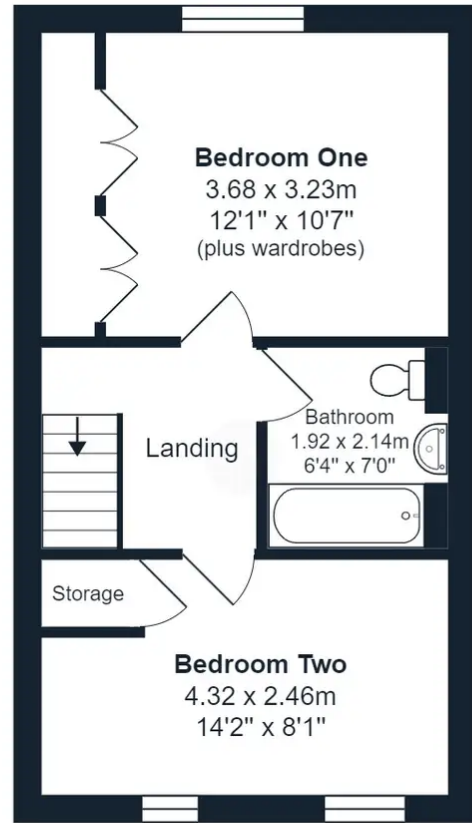 Bedroom One
3.68 x 3.23m
12'1" x 10'7"
(plus wardrobes)
Bathroom
1.92 x 2.14m
6'4" x 7'0"
Landing
Storage
Bedroom Two
4.32 x 2.46m
14'2" x 8'1"